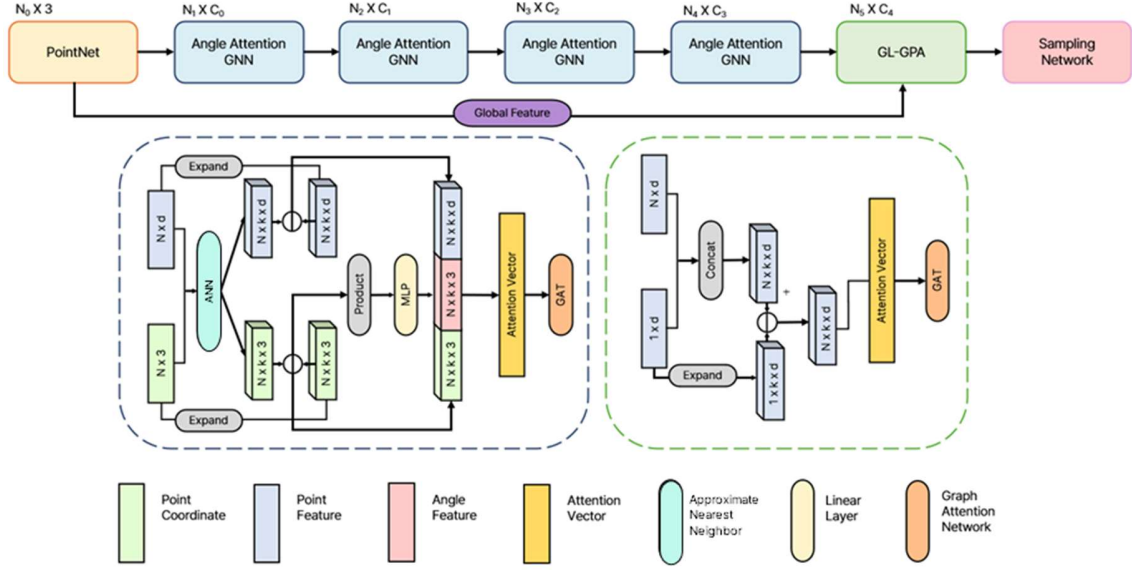 N₀ X 3
N₁ X C₀
N₂ X C₁
N₃ X C₂
N₄ X C₃
N₅ X C₄
PointNet
Angle Attention
GNN
Angle Attention
GNN
Angle Attention
GNN
Angle Attention
GNN
GL-GPA
Sampling
Network
Global Feature
Expand
N x d
N x k x d
N x k x d
N x k x d
ANN
Product
MLP
N x k x 3
Attention Vector
GAT
N x 3
N x k x 3
N x k x 3
N x k x 3
Expand
N x d
Concat
N x k x d
+
1 x d
N x k x d
Attention Vector
GAT
Expand
1 x k x d
Point
Coordinate
Point
Feature
Angle
Feature
Attention
Vector
Approximate
Nearest
Neighbor
Linear
Layer
Graph
Attention
Network